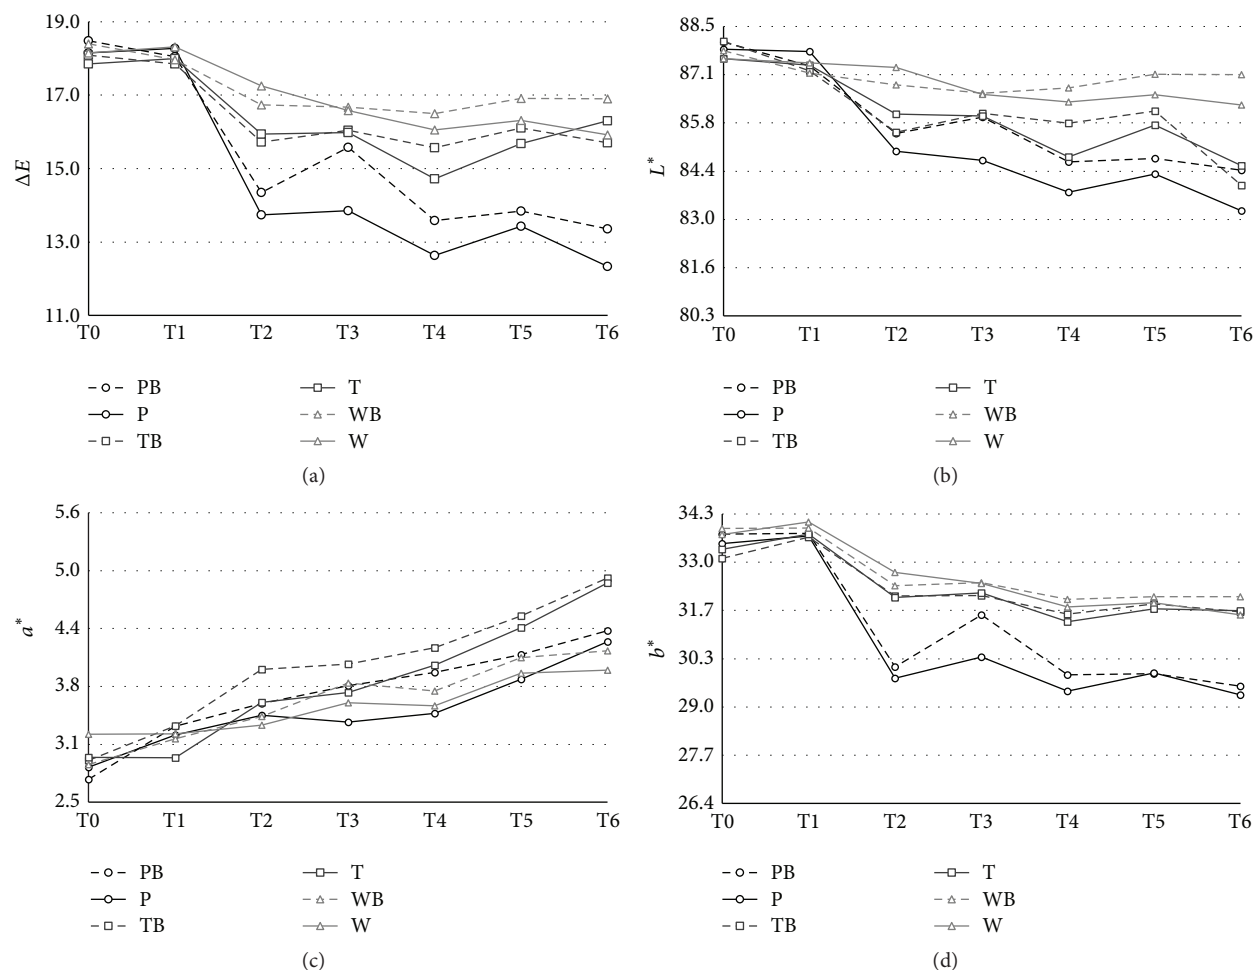 19.0
17.0
15.0
13.0
11.0
ΔE
T0 T1 T2 T3 T4 T5 T6
PB T
P WB
TB W
(a)
88.5
87.1
85.8
84.4
83.0
81.6
80.3
L*
T0 T1 T2 T3 T4 T5 T6
PB T
P WB
TB W
(b)
5.6
5.0
4.4
3.8
3.1
2.5
a*
T0 T1 T2 T3 T4 T5 T6
PB T
P WB
TB W
(c)
34.3
33.0
31.7
30.3
29.0
27.7
26.4
b*
T0 T1 T2 T3 T4 T5 T6
PB T
P WB
TB W
(d)